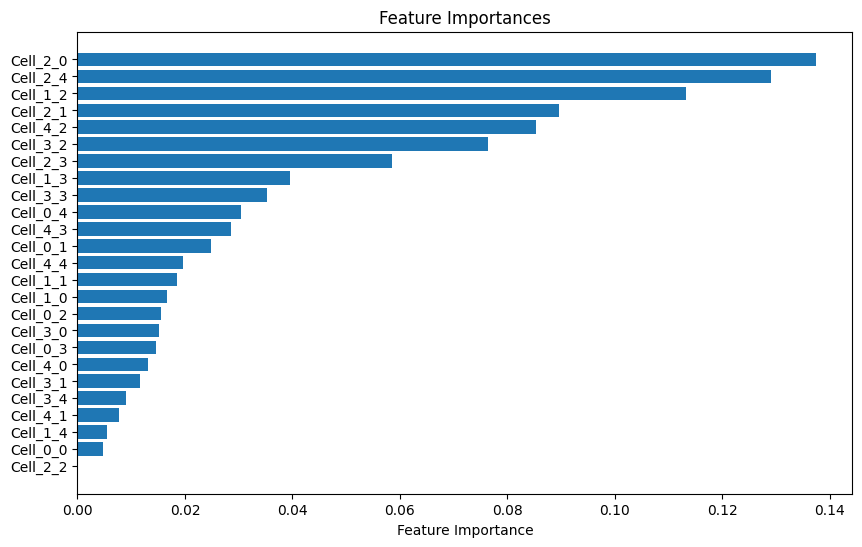 Feature Importances
Cell_2_0
Cell_2_4
Cell_1_2
Cell_2_1
Cell_4_2
Cell_3_2
Cell_2_3
Cell_1_3
Cell_3_3
Cell_0_4
Cell_4_3
Cell_0_1
Cell_4_4
Cell_1_1
Cell_1_0
Cell_0_2
Cell_3_0
Cell_0_3
Cell_4_0
Cell_3_1
Cell_3_4
Cell_4_1
Cell_1_4
Cell_0_0
Cell_2_2
0.00 0.02 0.04 0.06 0.08 0.10 0.12 0.14
Feature Importance